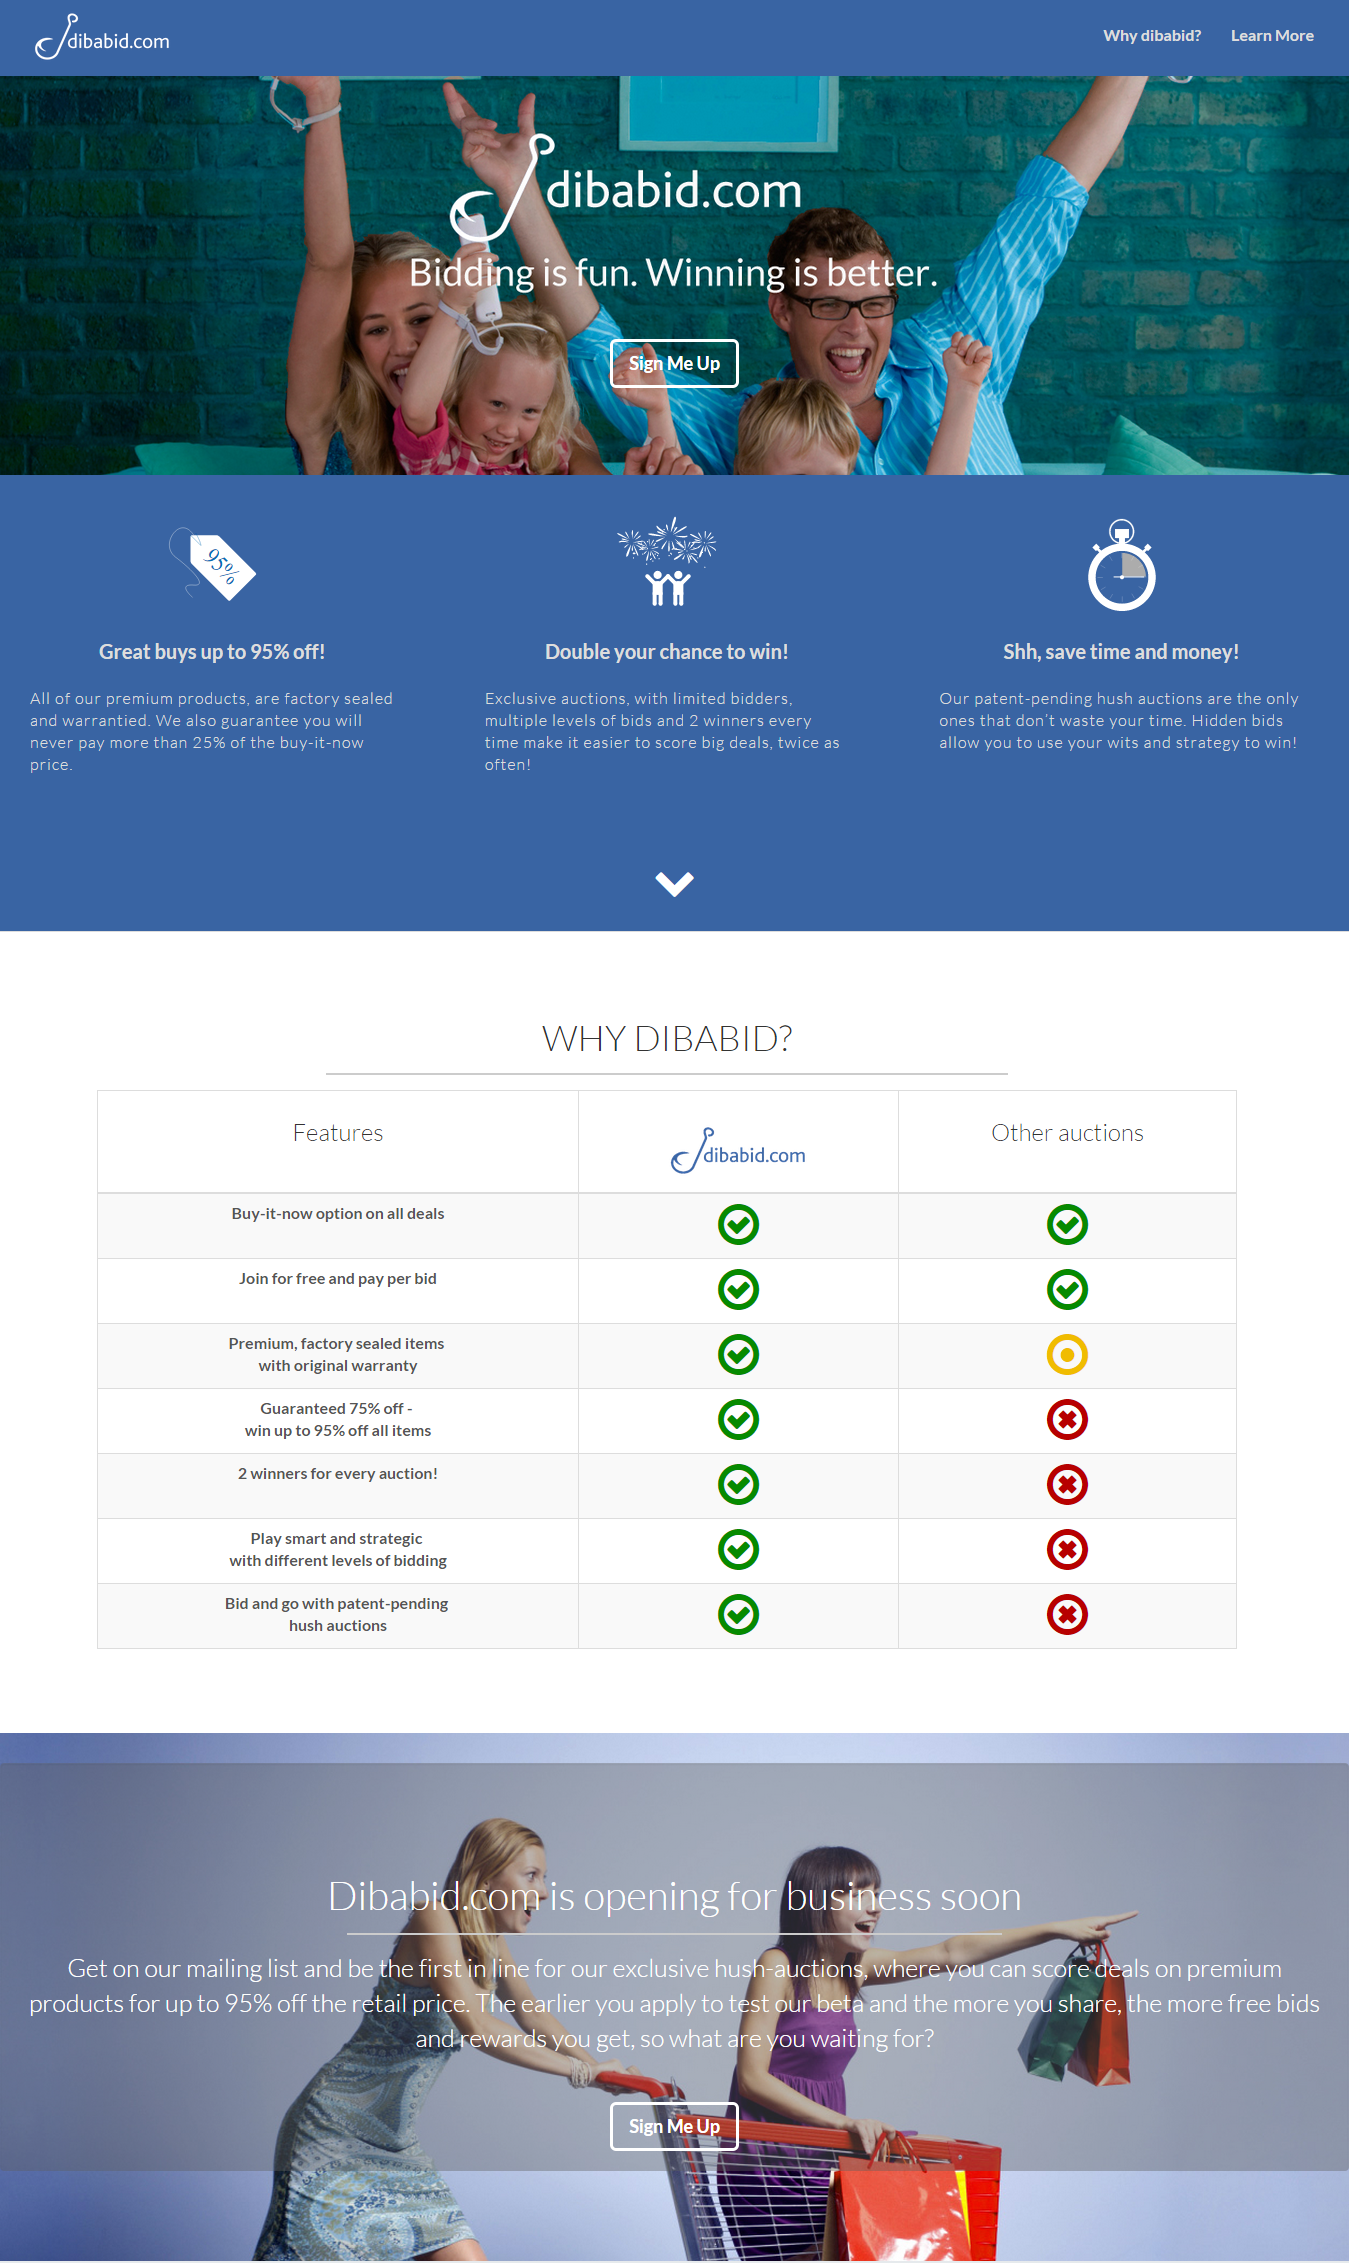 dibabid.com
Why dibabid? Learn More
dibabid.com
Bidding is fun. Winning is better.
Sign Me Up
95%
Great buys up to 95% off!
All of our premium products, are factory sealed
and warrantied. We also guarantee you will
never pay more than 25% of the buy-it-now
price.
Double your chance to win!
Exclusive auctions, with limited bidders,
multiple levels of bids and 2 winners every
time make it easier to score big deals, twice as
often!
Shh, save time and money!
Our patent-pending hush auctions are the only
ones that don't waste your time. Hidden bids
allow you to use your wits and strategy to win!
WHY DIBABID?
Features
dibabid.com
Other auctions
Buy-it-now option on all deals
Join for free and pay per bid
Premium, factory sealed items
with original warranty
Guaranteed 75% off -
win up to 95% off all items
2 winners for every auction!
Play smart and strategic
with different levels of bidding
Bid and go with patent-pending
hush auctions
Dibabid.com is opening for business soon
Get on our mailing list and be the first in line for our exclusive hush-auctions, where you can score deals on premium
products for up to 95% off the retail price. The earlier you apply to test our beta and the more you share, the more free bids
and rewards you get, so what are you waiting for?
Sign Me Up